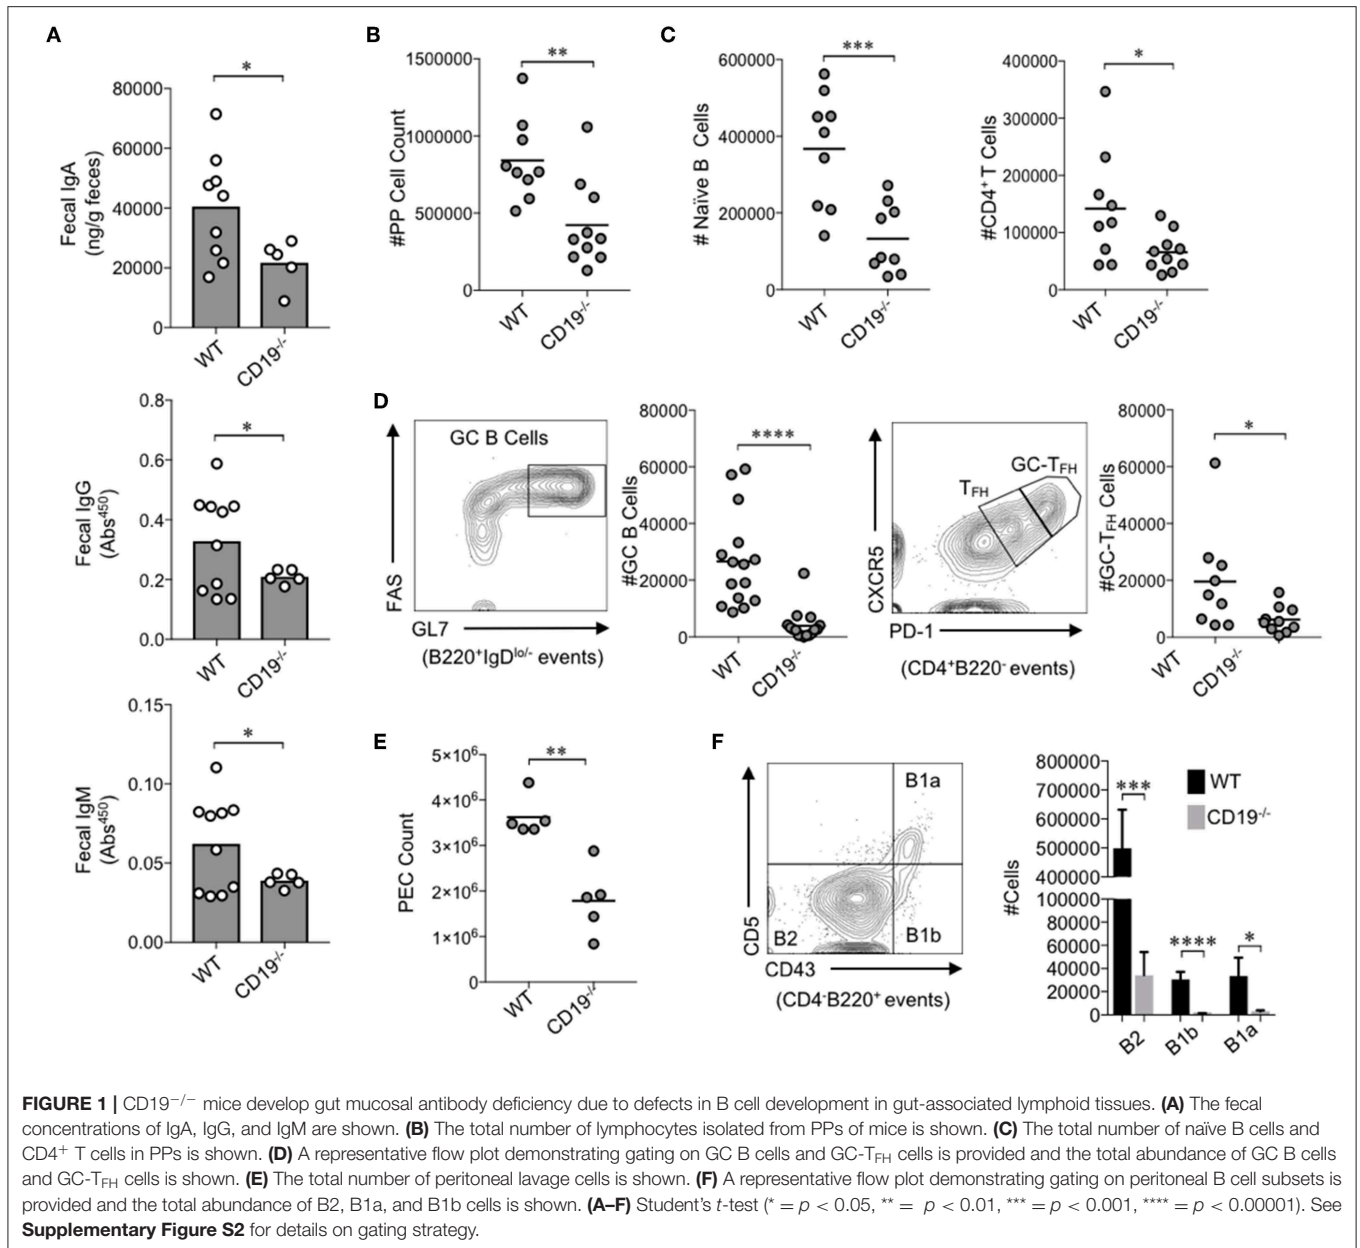 A
*
80000
60000
40000
20000
0
Fecal IgA
(ng/g feces)
WT
CD19-/-
*
0.8
0.6
0.4
0.2
0.0
Fecal IgG
(Abs450)
WT
CD19-/-
*
0.15
0.10
0.05
0.00
Fecal IgM
(Abs450)
WT
CD19-/-
B
**
1500000
1000000
500000
0
#PP Cell Count
WT
CD19-/-
C
***
600000
400000
200000
0
# Naïve B Cells
WT
CD19-/-
*
400000
300000
200000
100000
0
#CD4+ T Cells
WT
CD19-/-
D
GC B Cells
FAS
GL7
(B220+IgDlo/- events)
****
80000
60000
40000
20000
0
#GC B Cells
WT
CD19-/-
GC-TFH
TFH
CXCR5
PD-1
(CD4+B220- events)
*
80000
60000
40000
20000
0
#GC-TFH Cells
WT
CD19-/-
E
**
5×10⁶
4×10⁶
3×10⁶
2×10⁶
1×10⁶
0
PEC Count
WT
CD19-/-
F
B1a
B2
B1b
CD5
CD43
(CD4-B220+ events)
800000
700000
600000
500000
400000
100000
80000
60000
40000
20000
0
#Cells
WT
CD19-/-
***
****
*
B2
B1b
B1a
FIGURE 1 | CD19−/− mice develop gut mucosal antibody deficiency due to defects in B cell development in gut-associated lymphoid tissues. (A) The fecal
concentrations of IgA, IgG, and IgM are shown. (B) The total number of lymphocytes isolated from PPs of mice is shown. (C) The total number of naïve B cells and
CD4+ T cells in PPs is shown. (D) A representative flow plot demonstrating gating on GC B cells and GC-TFH cells is provided and the total abundance of GC B cells
and GC-TFH cells is shown. (E) The total number of peritoneal lavage cells is shown. (F) A representative flow plot demonstrating gating on peritoneal B cell subsets is
provided and the total abundance of B2, B1a, and B1b cells is shown. (A–F) Student's t-test (* = p < 0.05, ** = p < 0.01, *** = p < 0.001, **** = p < 0.00001). See
Supplementary Figure S2 for details on gating strategy.